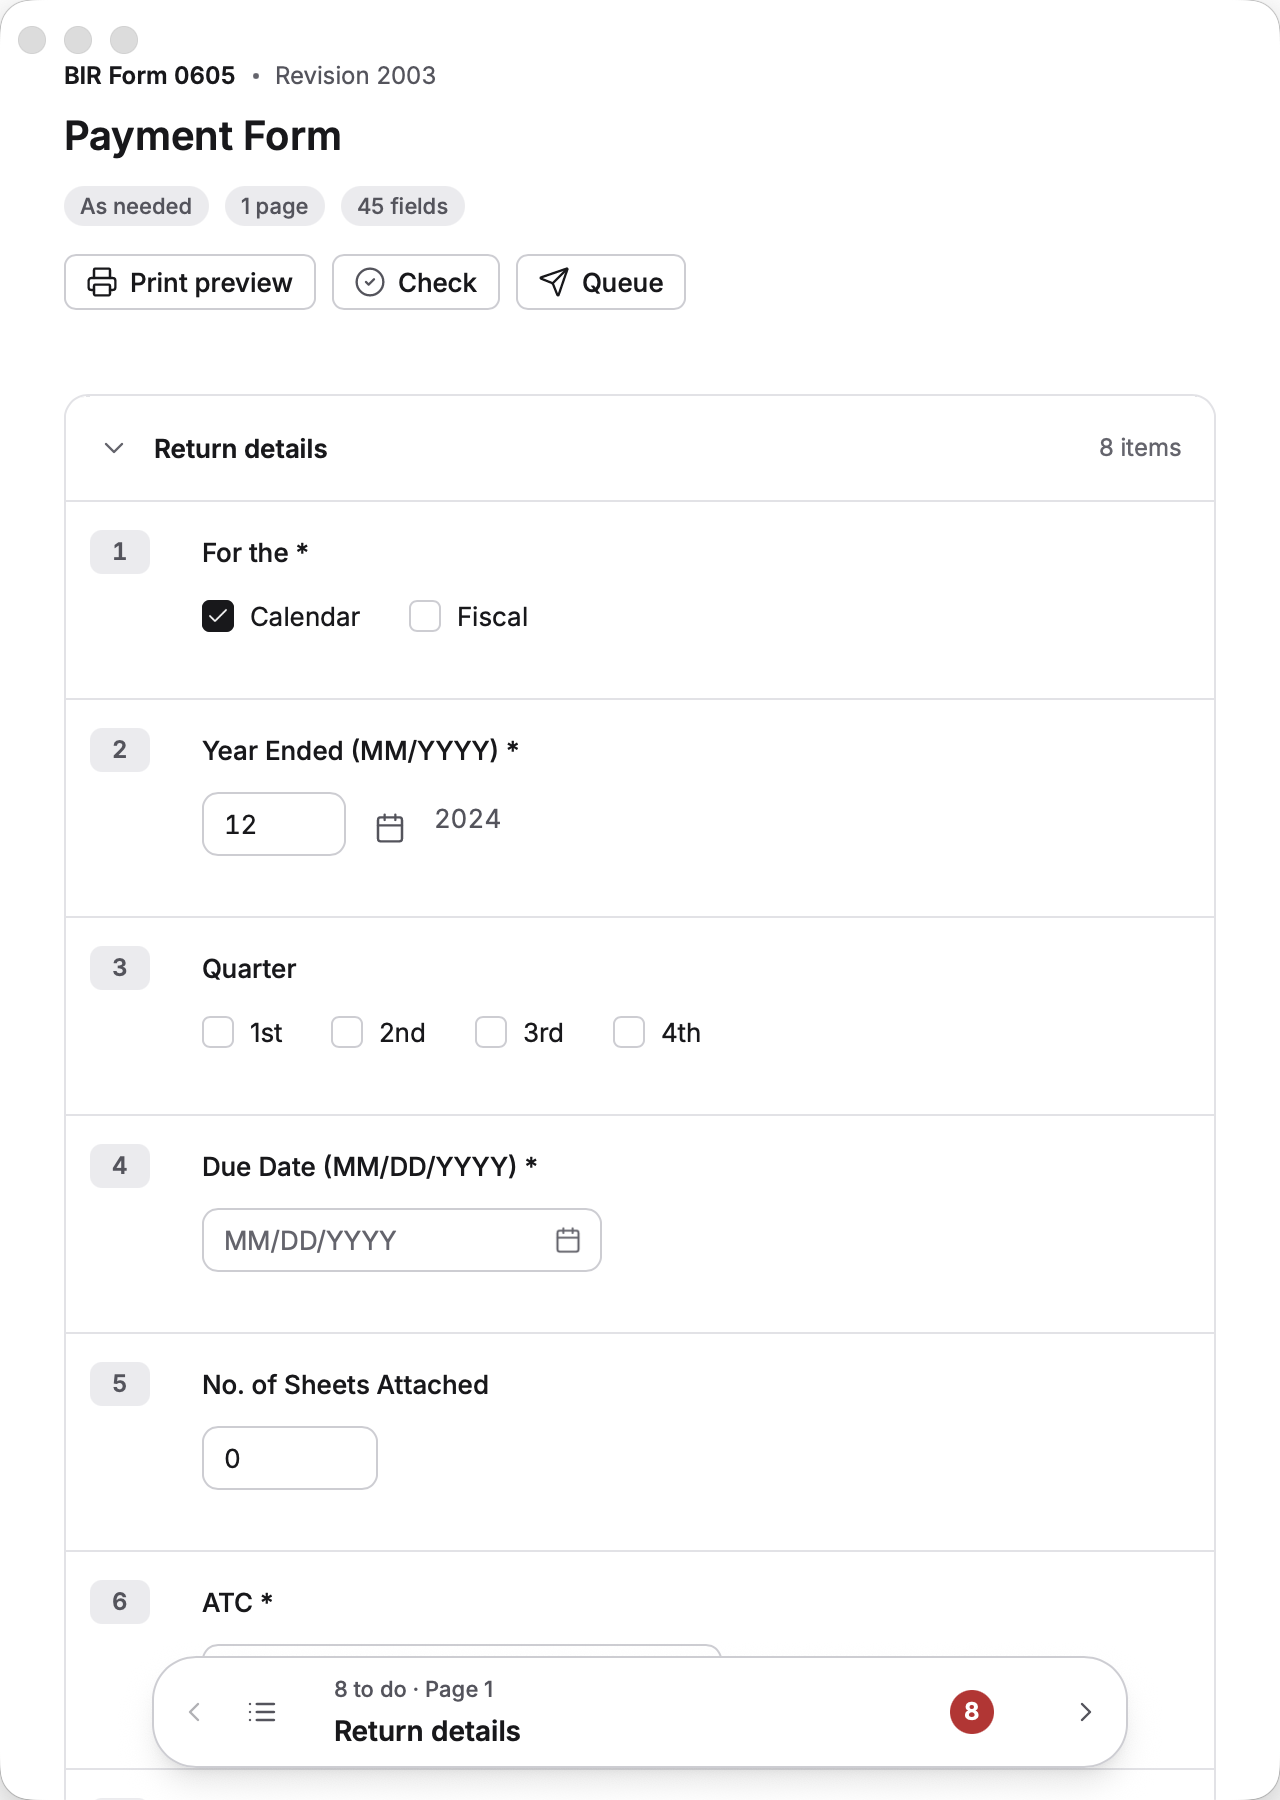 BIR Form 0605 • Revision 2003
Payment Form
As needed 1 page 45 fields
Print preview Check Queue
Return details 8 items
1 For the *
Calendar Fiscal
2 Year Ended (MM/YYYY) *
12 2024
3 Quarter
1st 2nd 3rd 4th
4 Due Date (MM/DD/YYYY) *
MM/DD/YYYY
5 No. of Sheets Attached
0
6 ATC *
8 to do · Page 1
Return details 8